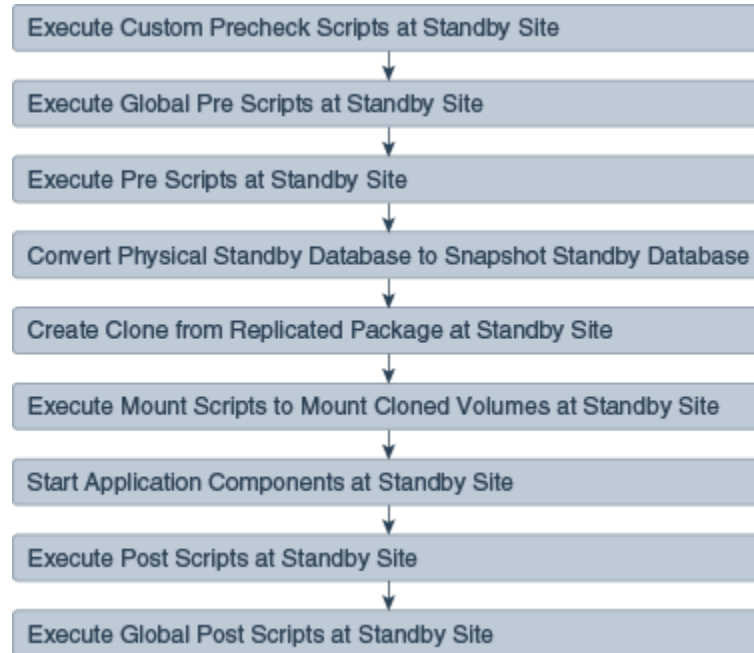 Execute Custom Precheck Scripts at Standby Site
Execute Global Pre Scripts at Standby Site
Execute Pre Scripts at Standby Site
Convert Physical Standby Database to Snapshot Standby Database
Create Clone from Replicated Package at Standby Site
Execute Mount Scripts to Mount Cloned Volumes at Standby Site
Start Application Components at Standby Site
Execute Post Scripts at Standby Site
Execute Global Post Scripts at Standby Site